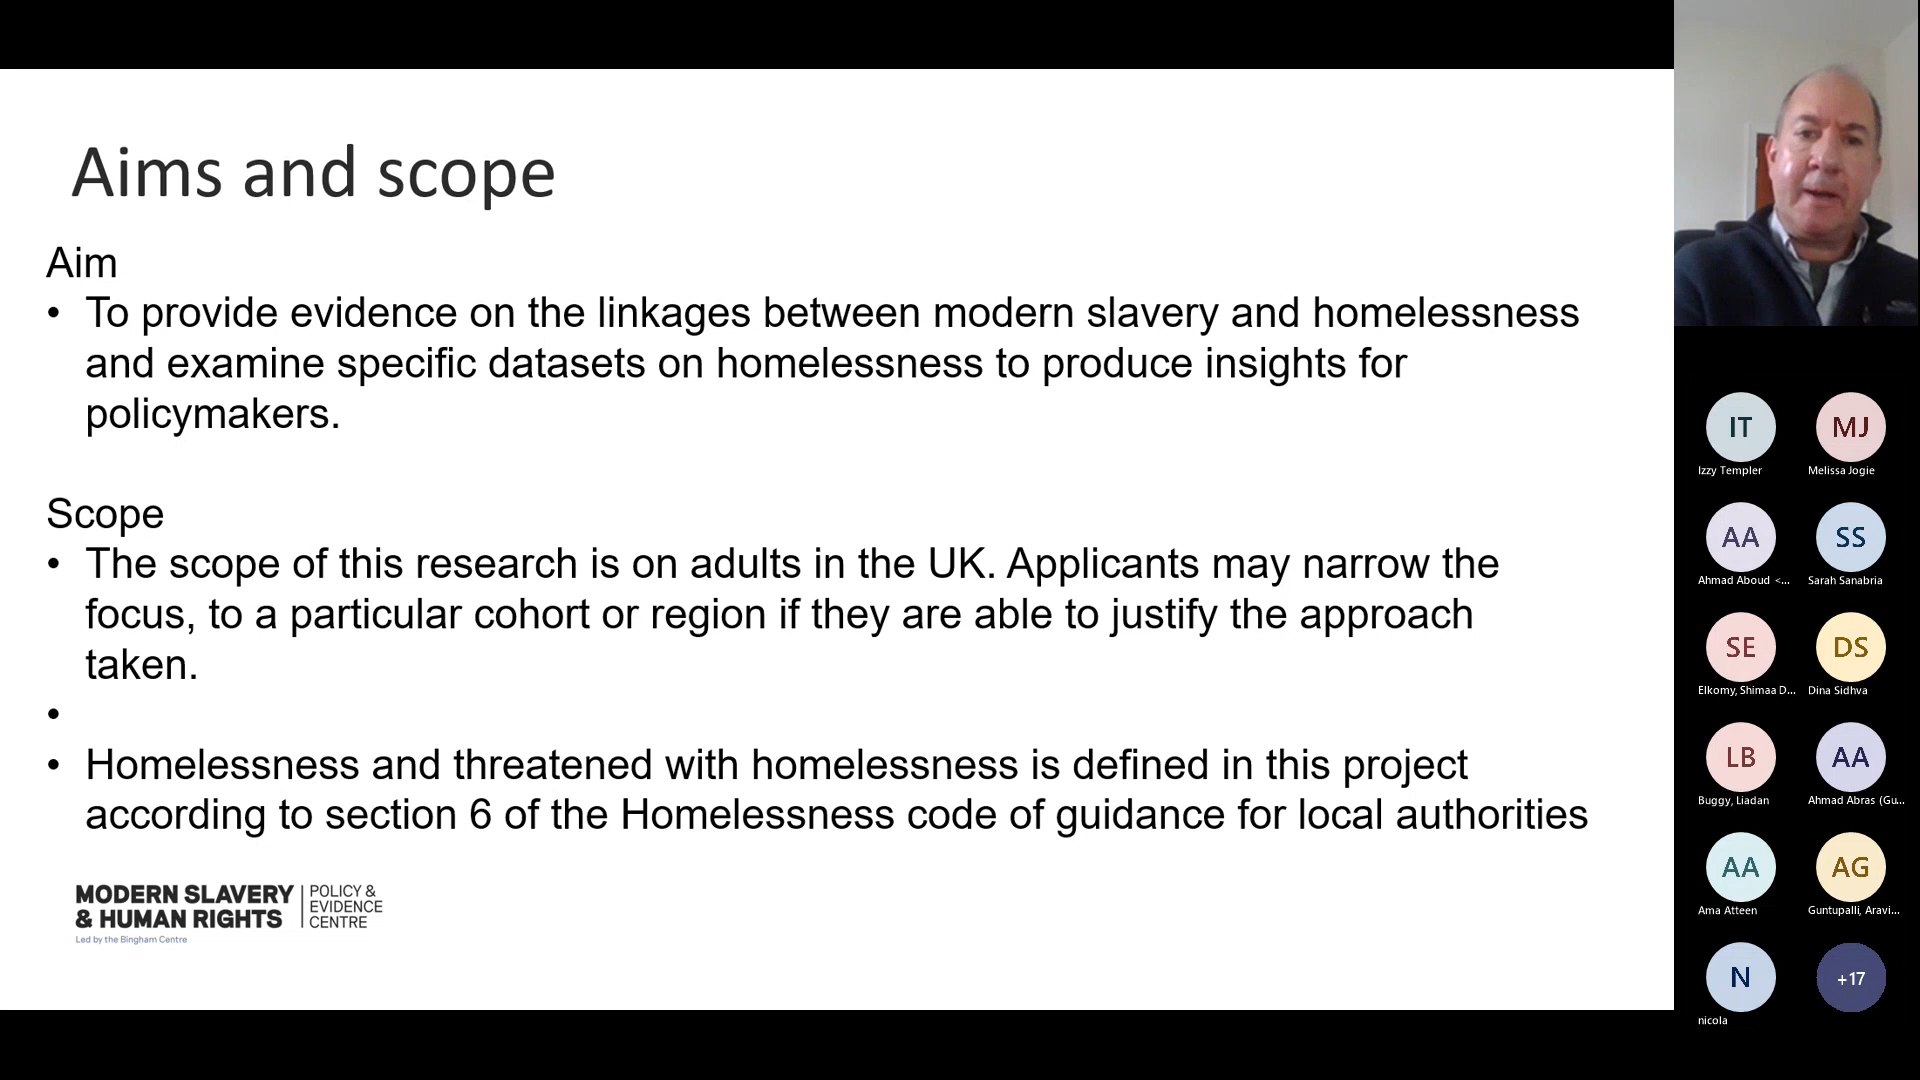 Aims and scope
Aim
• To provide evidence on the linkages between modern slavery and homelessness
and examine specific datasets on homelessness to produce insights for
policymakers.
Scope
• The scope of this research is on adults in the UK. Applicants may narrow the
focus, to a particular cohort or region if they are able to justify the approach
taken.
•
• Homelessness and threatened with homelessness is defined in this project
according to section 6 of the Homelessness code of guidance for local authorities
MODERN SLAVERY
& HUMAN RIGHTS
POLICY &
EVIDENCE
CENTRE
Led by the Bingham Centre
IT
Izzy Templer
MJ
Melissa Jogie
AA
Ahmad Aboud <...
SS
Sarah Sanabria
SE
Elkomy, Shimaa D...
DS
Dina Sidhva
LB
Buggy, Liadan
AA
Ahmad Abras (Gu...
AA
Ama Atteen
AG
Guntupalli, Aravi...
N
nicola
+17